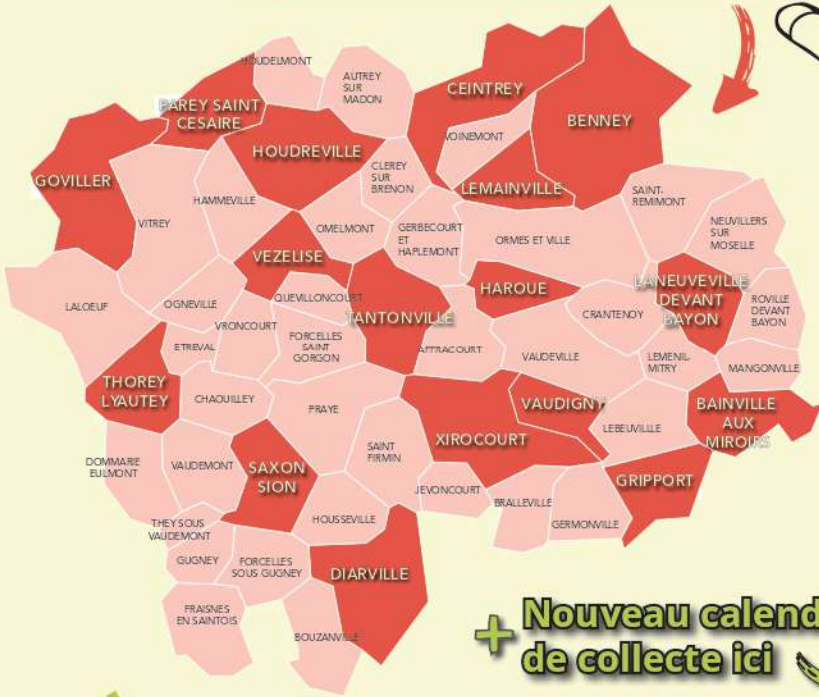 HOUDELMONT
AUTREY
SUR
MADON
CEINTREY
BENNEY
PAREY SAINT
CESAIRE
HOUDREVILLE
VOINEMONT
GOVILLER
CLEREY
SUR
BRENON
LEMAINVILLE
HAMMEVILLE
SAINT-
REMIMONT
VITREY
OMELMONT
GERBECOURT
ET
HAPLEMONT
ORMES ET VILLE
NEUVILLERS
SUR
MOSELLE
VEZELISE
LANEUVEVILLE
DEVANT
BAYON
HAROUE
QUEVILLONCOURT
LALOEUF
OGNEVILLE
TANTONVILLE
CRANTENOY
ROVILLE
DEVANT
BAYON
VRONCOURT
ETREVAL
FORCELLES
SAINT
GORGON
AFFRACOURT
VAUDEVILLE
LEMENIL-
MITRY
MANGONVILLE
THOREY
LYAUTEY
CHAOUILLEY
PRAYE
VAUDIGNY
BAINVILLE
AUX
MIROIRS
LEBEUVILLE
XIROCOURT
SAINT
FIRMIN
DOMMARIE
EULMONT
VAUDEMONT
SAXON
SION
GRIPPORT
JEVONCOURT
BRALLEVILLE
GERMONVILLE
HOUSSEVILLE
THEY SOUS
VAUDEMONT
GUGNEY
FORCELLES
SOUS GUGNEY
DIARVILLE
FRAISNES
EN SAINTOIS
BOUZANVILLE
+ Nouveau calend
de collecte ici